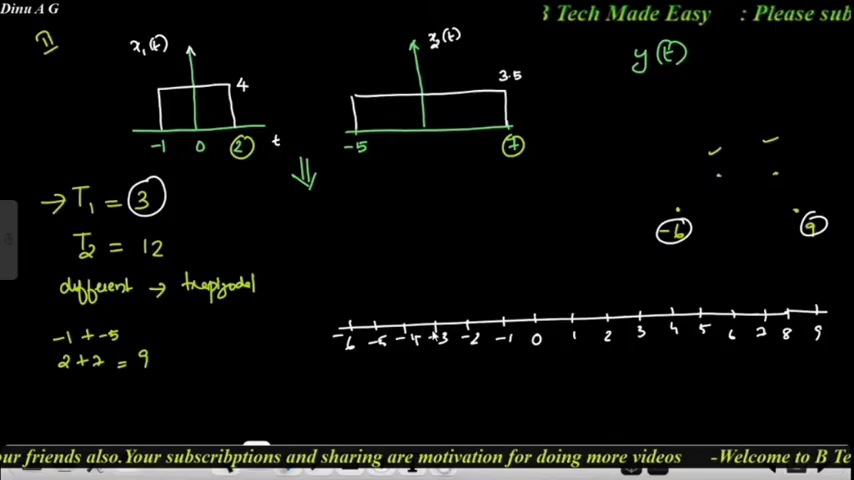 Dinu A G
B Tech Made Easy : Please sub
II
x₁(t)
x₂(t)
y(t)
4
3.5
-1 0 2 t
-5 7
→ T₁ = 3
T₂ = 12
-6 9
different → trapzodel
-1 + -5
2+7 = 9
-6 -5 -4 -3 -2 -1 0 1 2 3 4 5 6 7 8 9
our friends also.Your subscribptions and sharing are motivation for doing more videos -Welcome to B Te